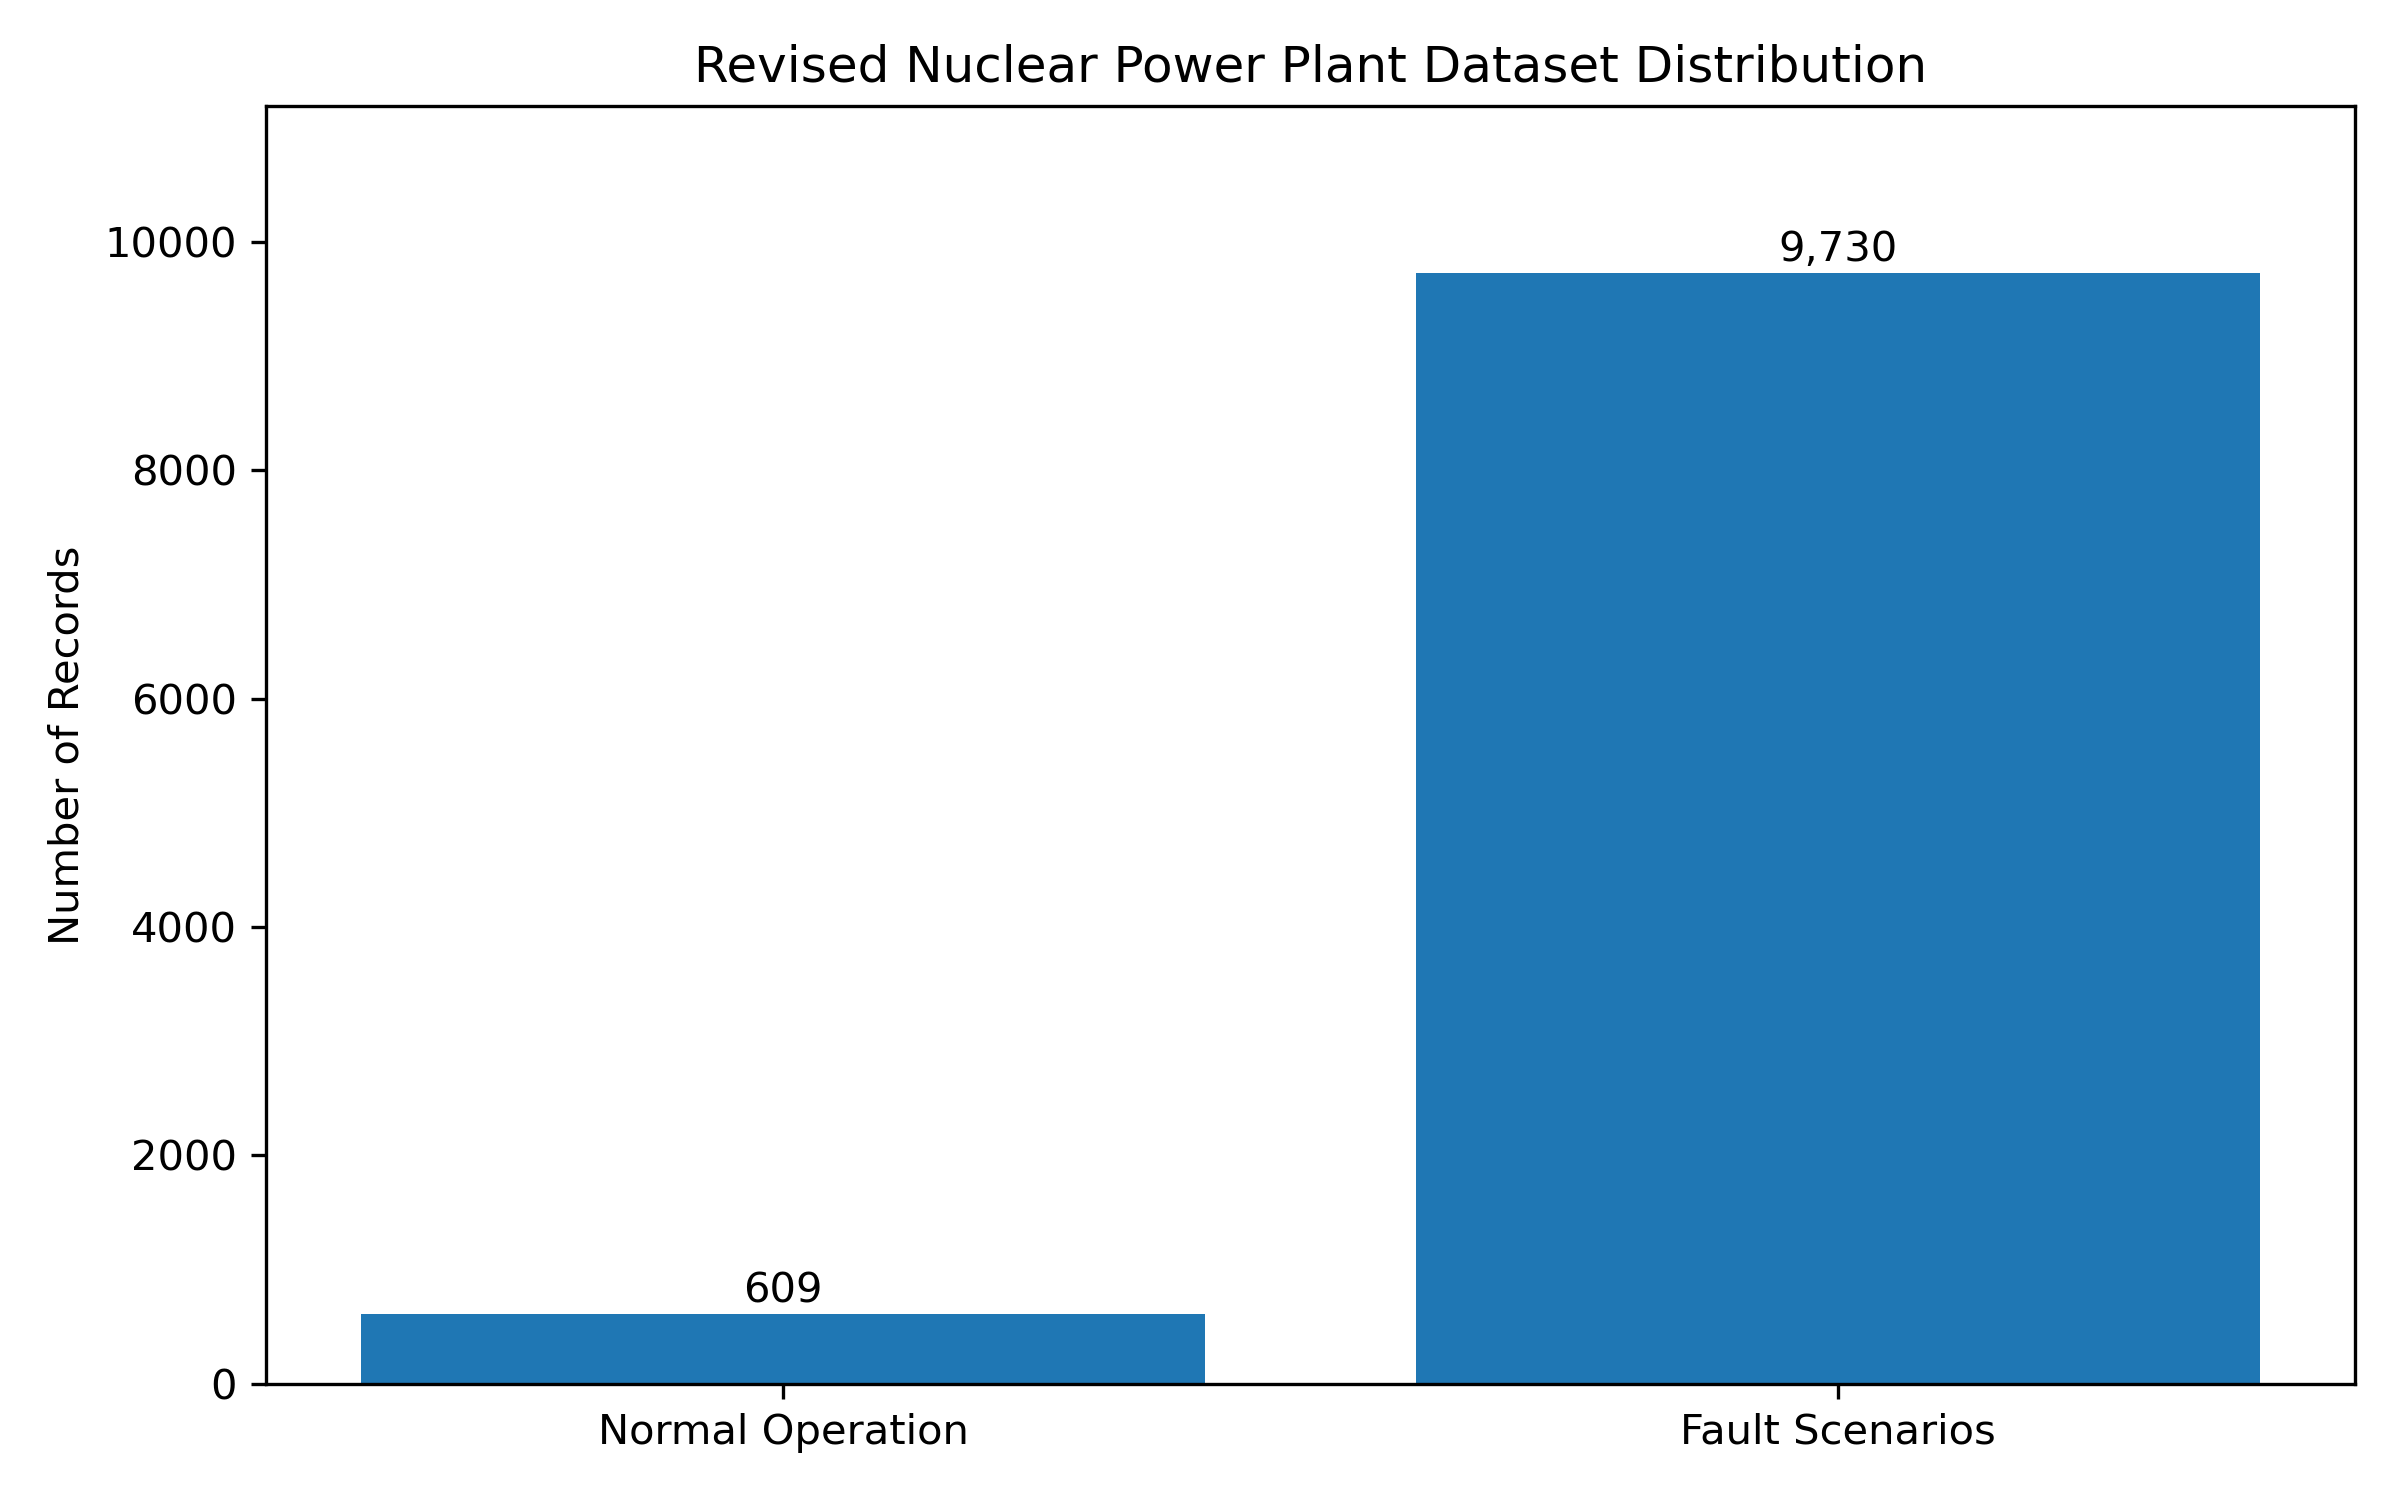 Revised Nuclear Power Plant Dataset Distribution
Number of Records
10000
8000
6000
4000
2000
0
9,730
609
Normal Operation
Fault Scenarios